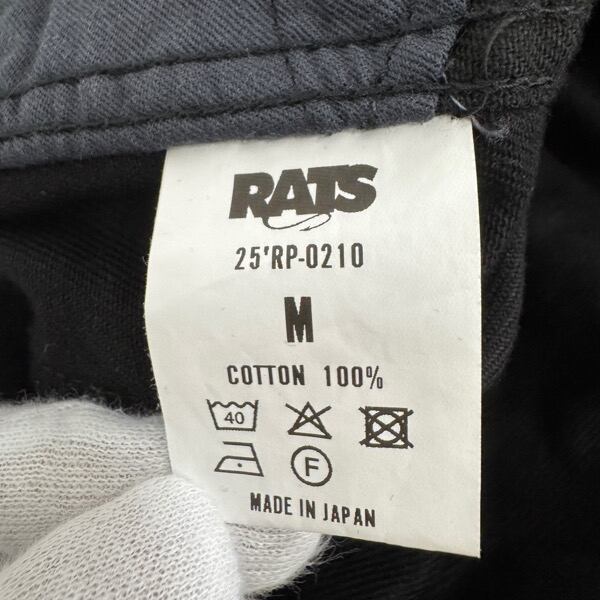 RATS
25'RP-0210
M
COTTON 100%
40
F
MADE IN JAPAN